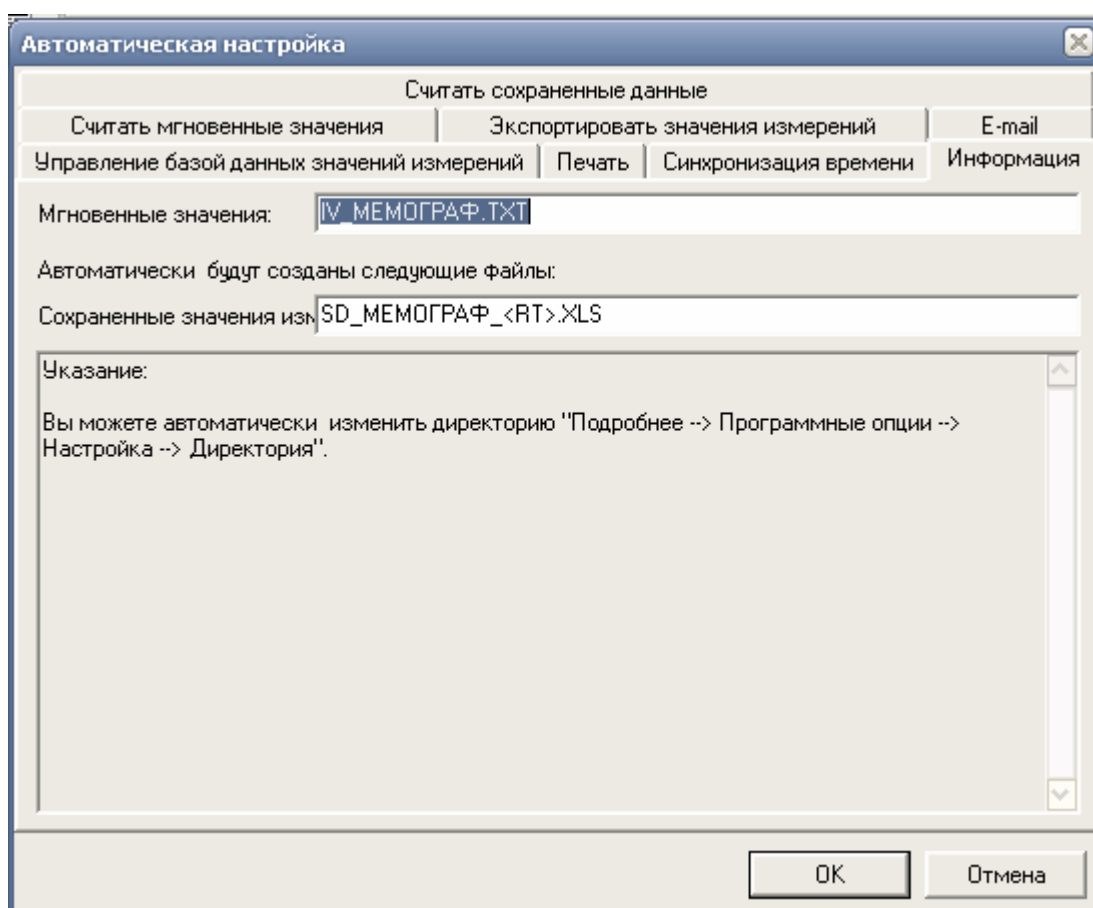 Автоматическая настройка
Считать сохраненные данные
Считать мгновенные значения
Экспортировать значения измерений
E-mail
Управление базой данных значений измерений
Печать
Синхронизация времени
Информация
Мгновенные значения:
IV_МЕМОГРАФ.TXT
Автоматически будут созданы следующие файлы:
Сохраненные значения изм
SD_МЕМОГРАФ_<RT>.XLS
Указание:
Вы можете автоматически изменить директорию "Подробнее --> Программные опции -->
Настройка --> Директория".
OK
Отмена